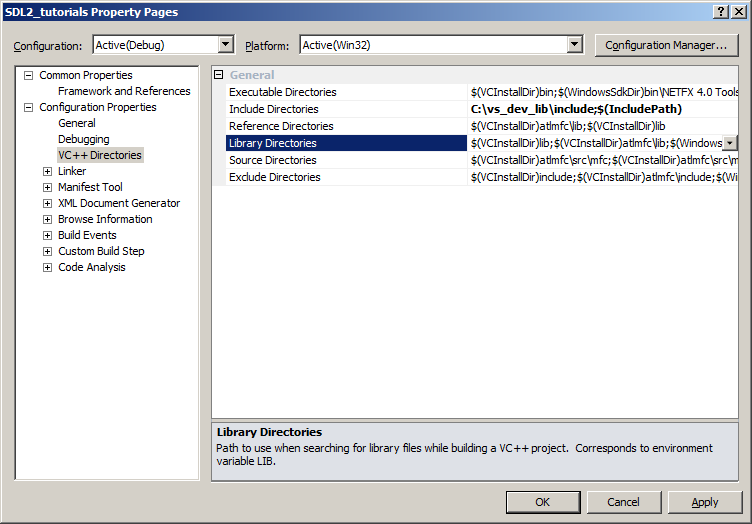 SDL2_tutorials Property Pages
Configuration: Active(Debug) Platform: Active(Win32) Configuration Manager...
Common Properties
Framework and References
Configuration Properties
General
Debugging
VC++ Directories
Linker
Manifest Tool
XML Document Generator
Browse Information
Build Events
Custom Build Step
Code Analysis
General
Executable Directories $(VCInstallDir)bin;$(WindowsSdkDir)bin\NETFX 4.0 Tools
Include Directories C:\vs_dev_lib\include;$(IncludePath)
Reference Directories $(VCInstallDir)atlmfc\lib;$(VCInstallDir)lib
Library Directories $(VCInstallDir)lib;$(VCInstallDir)atlmfc\lib;$(Windows
Source Directories $(VCInstallDir)atlmfc\src\mfc;$(VCInstallDir)atlmfc\src\m
Exclude Directories $(VCInstallDir)include;$(VCInstallDir)atlmfc\include;$(Wi
Library Directories
Path to use when searching for library files while building a VC++ project. Corresponds to environment
variable LIB.
OK Cancel Apply